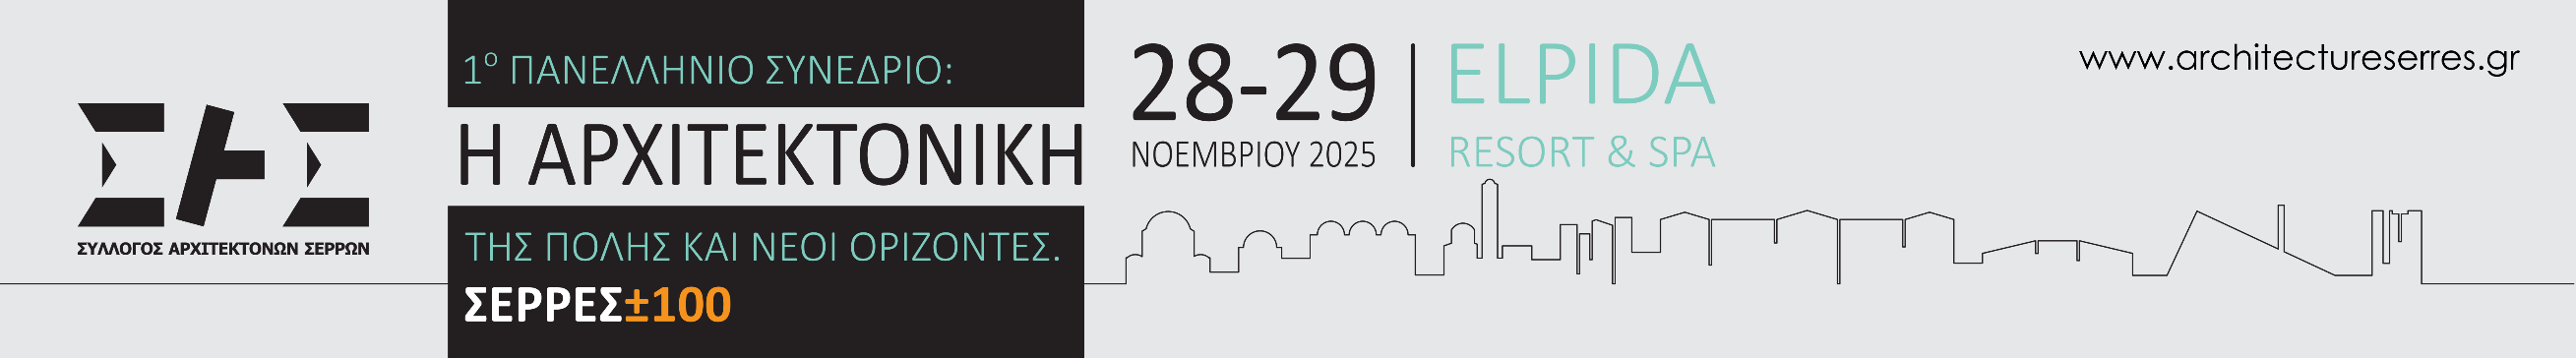 ΣΑΣ
ΣΥΛΛΟΓΟΣ ΑΡΧΙΤΕΚΤΟΝΩΝ ΣΕΡΡΩΝ
1ο ΠΑΝΕΛΛΗΝΙΟ ΣΥΝΕΔΡΙΟ:
Η ΑΡΧΙΤΕΚΤΟΝΙΚΗ
ΤΗΣ ΠΟΛΗΣ ΚΑΙ ΝΕΟΙ ΟΡΙΖΟΝΤΕΣ.
ΣΕΡΡΕΣ±100
28-29
ΝΟΕΜΒΡΙΟΥ 2025
ELPIDA
RESORT & SPA
www.architectureserres.gr